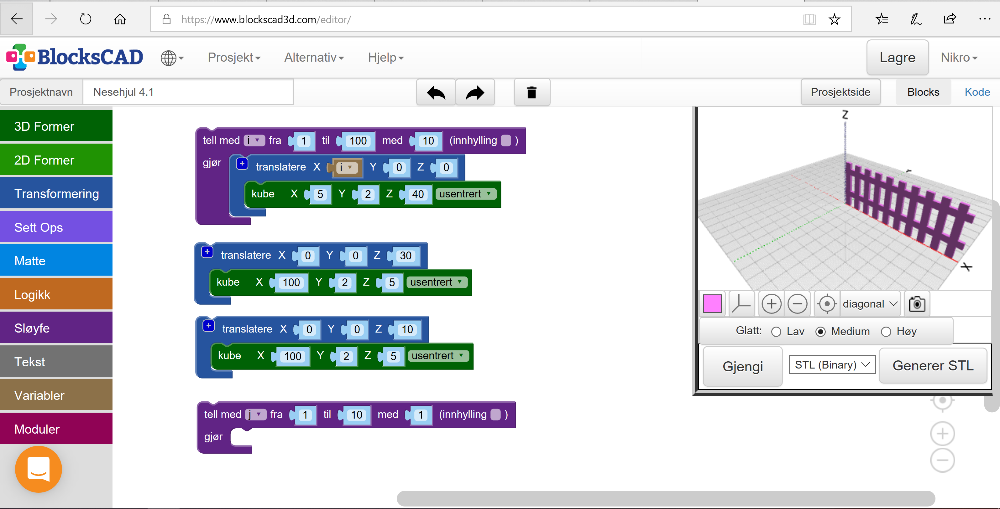 https://www.blockscad3d.com/editor/
BlocksCAD Prosjekt Alternativ Hjelp Lagre Nikro
Prosjektnavn Nesehjul 4.1 Prosjektside Blocks Kode
3D Former
2D Former
Transformering
Sett Ops
Matte
Logikk
Sløyfe
Tekst
Variabler
Moduler
tell med i fra 1 til 100 med 10 (innhylling )
gjør translatere X i Y 0 Z 0
kube X 5 Y 2 Z 40 usentrert
translatere X 0 Y 0 Z 30
kube X 100 Y 2 Z 5 usentrert
translatere X 0 Y 0 Z 10
kube X 100 Y 2 Z 5 usentrert
tell med j fra 1 til 10 med 1 (innhylling )
gjør
Z
X
diagonal
Glatt: Lav Medium Høy
Gjengi STL (Binary) Generer STL